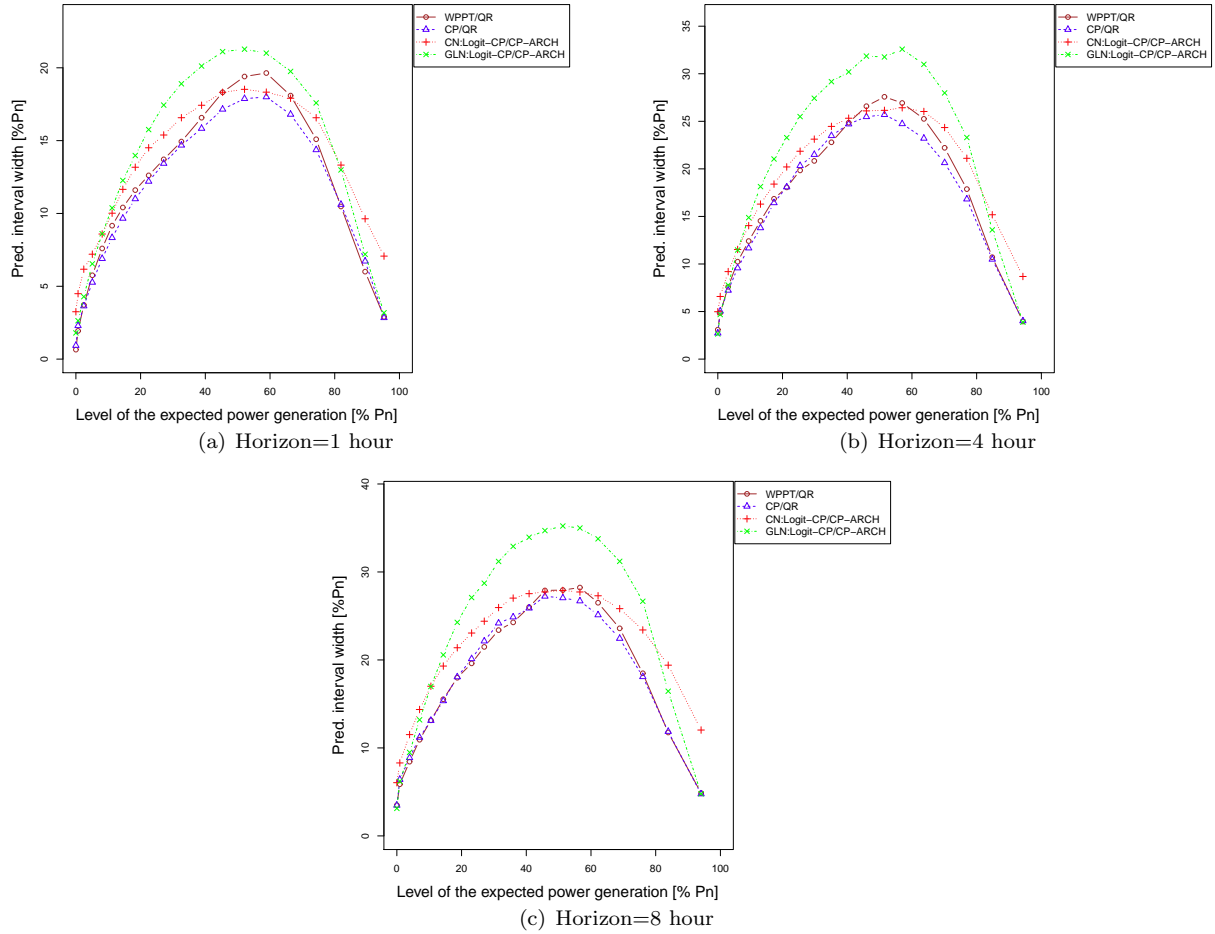 WPPT/QR
CP/QR
CN:Logit−CP/CP−ARCH
GLN:Logit−CP/CP−ARCH
20
15
10
5
0
Pred. interval width [%Pn]
0 20 40 60 80 100
Level of the expected power generation [% Pn]
(a) Horizon=1 hour
WPPT/QR
CP/QR
CN:Logit−CP/CP−ARCH
GLN:Logit−CP/CP−ARCH
35
30
25
20
15
10
5
0
Pred. interval width [%Pn]
0 20 40 60 80 100
Level of the expected power generation [% Pn]
(b) Horizon=4 hour
WPPT/QR
CP/QR
CN:Logit−CP/CP−ARCH
GLN:Logit−CP/CP−ARCH
40
30
20
10
0
Pred. interval width [%Pn]
0 20 40 60 80 100
Level of the expected power generation [% Pn]
(c) Horizon=8 hour